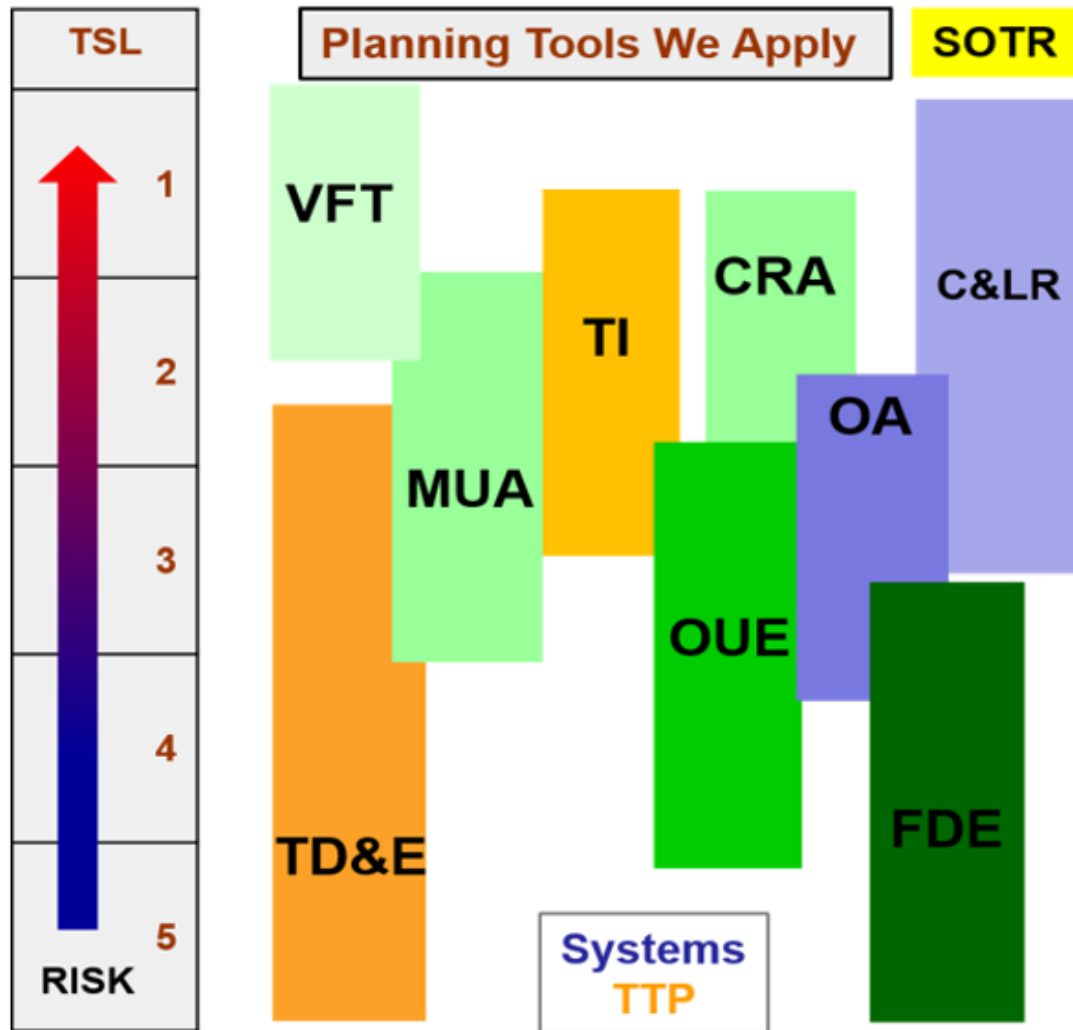 TSL
Planning Tools We Apply
SOTR
1
VFT
CRA
C&LR
TI
2
OA
MUA
3
OUE
4
FDE
TD&E
5
Systems
RISK
TTP